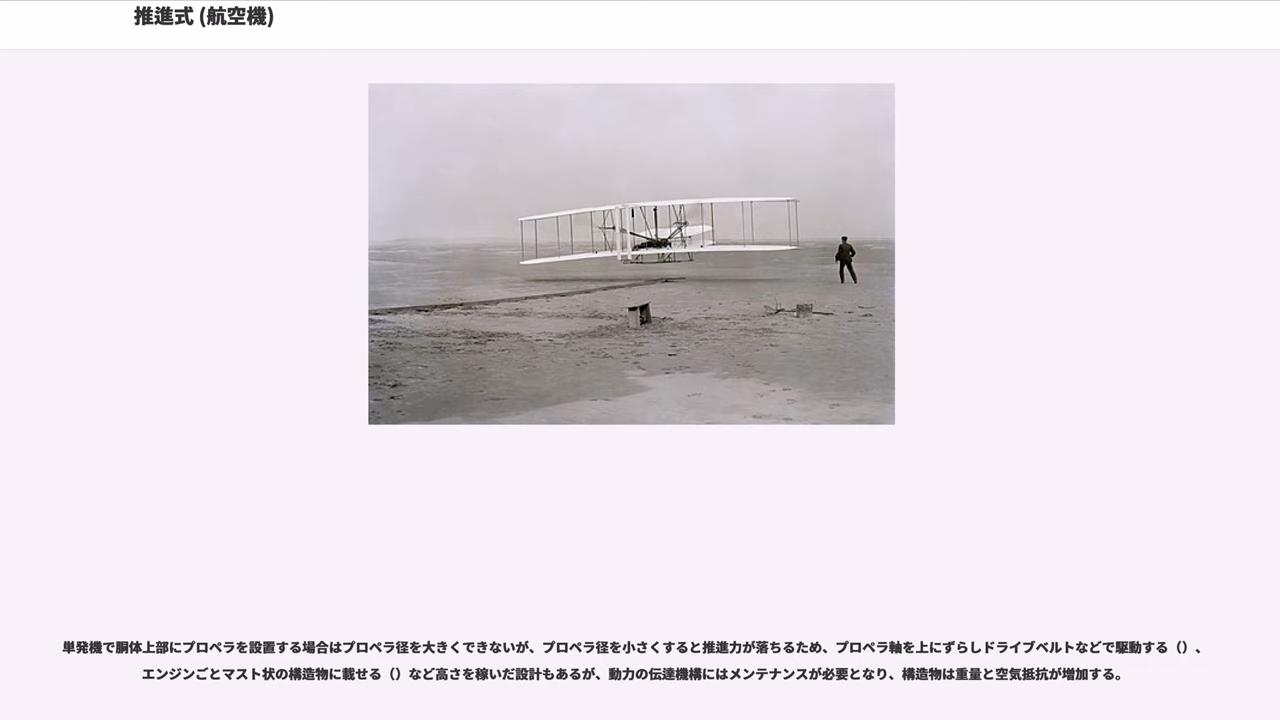 推進式 (航空機)
単発機で胴体上部にプロペラを設置する場合はプロペラ径を大きくできないが、プロペラ径を小さくすると推進力が落ちるため、プロペラ軸を上にずらしドライブベルトなどで駆動する（）、
エンジンごとマスト状の構造物に載せる（）など高さを稼いだ設計もあるが、動力の伝達機構にはメンテナンスが必要となり、構造物は重量と空気抵抗が増加する。